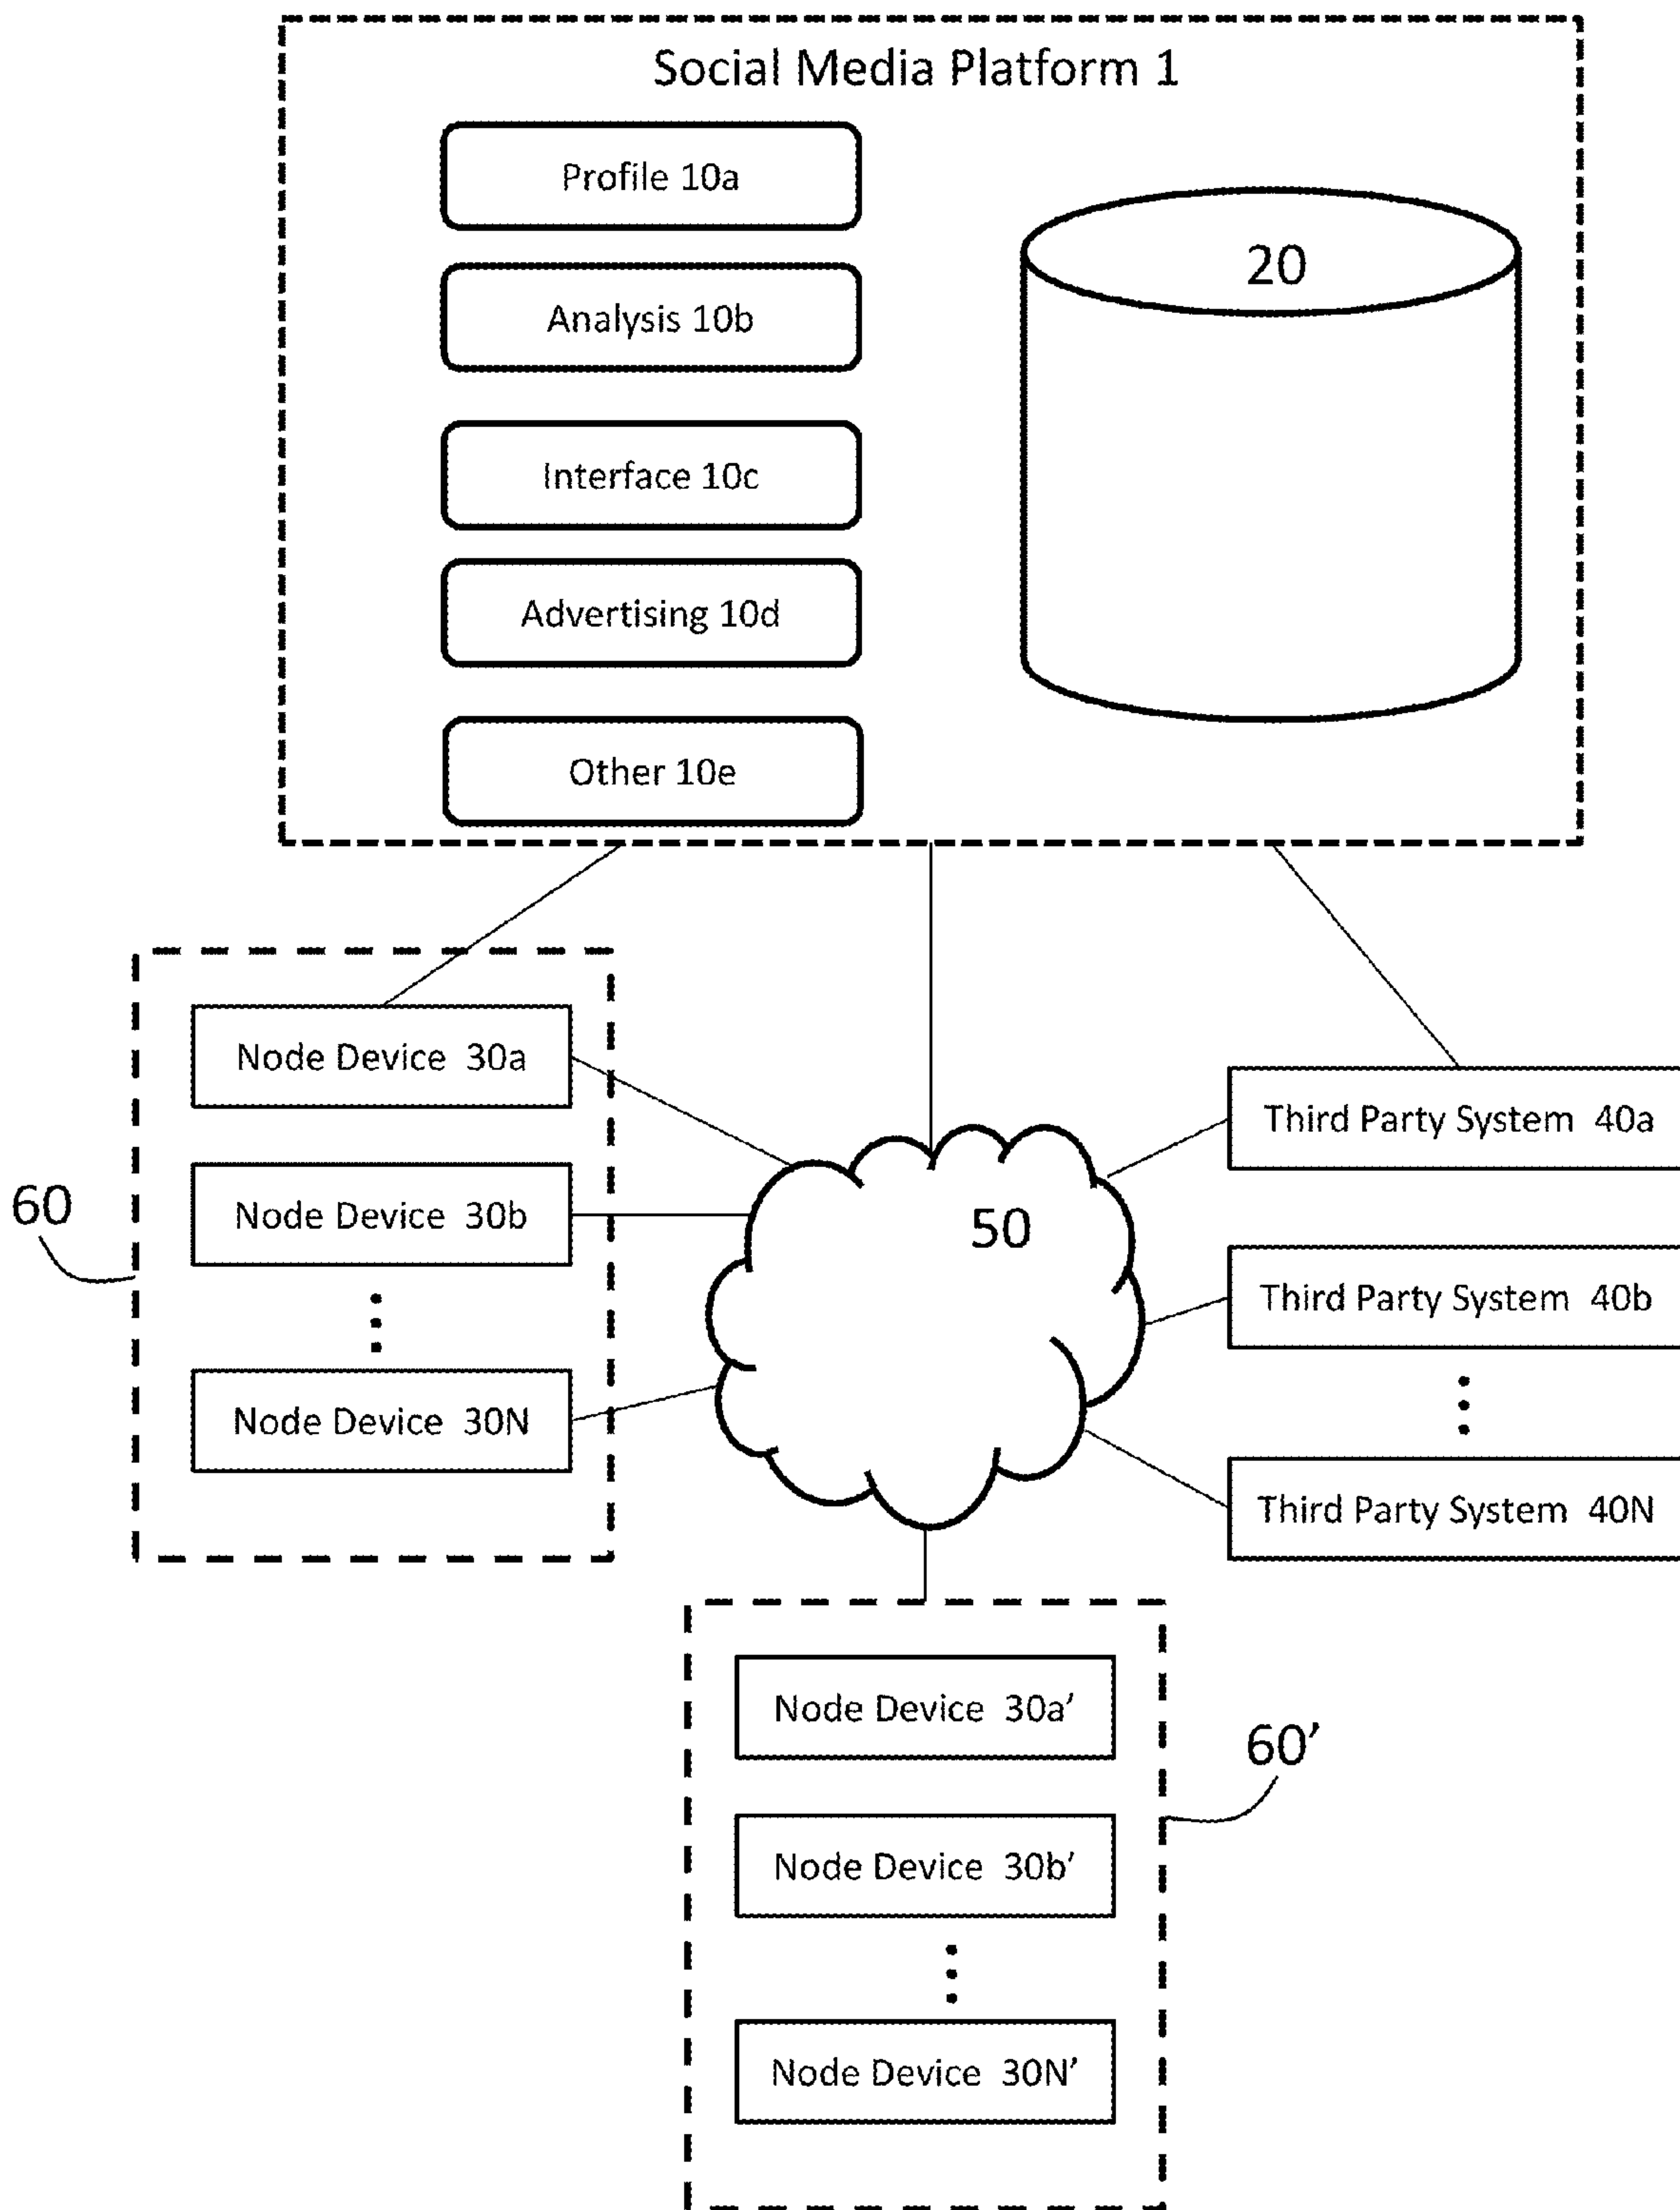 Social Media Platform 1
Profile 10a
Analysis 10b
Interface 10c
Advertising 10d
Other 10e
20
Node Device 30a
Node Device 30b
Node Device 30N
60
50
Third Party System 40a
Third Party System 40b
Third Party System 40N
Node Device 30a’
Node Device 30b’
Node Device 30N’
60’